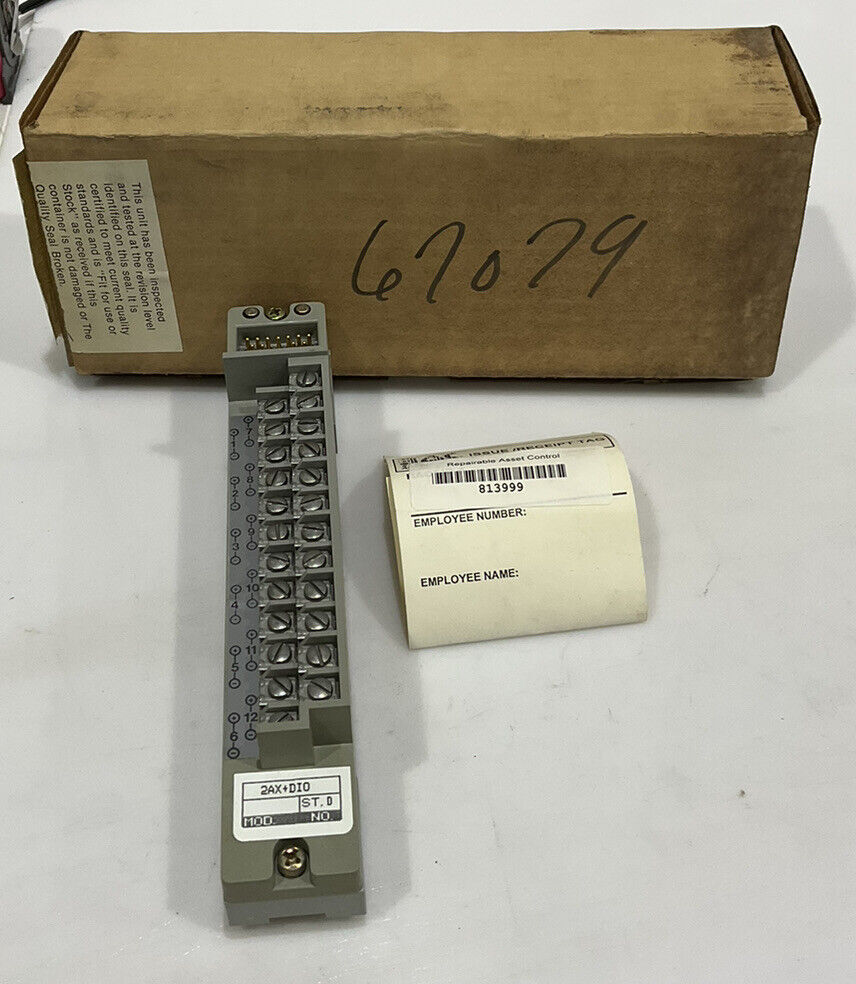 This unit has been inspected
and tested at the revision level
identified on this seal. It is
certified to meet current quality
standards and is "Fit for use or
Stock" as received if this
container is not damaged or The
Quality Seal Broken.
67079
ISSUE/RECEIPT TAG
Repairable Asset Control
813999
EMPLOYEE NUMBER:
EMPLOYEE NAME:
7
1
8
2
9
3
10
4
11
5
12
6
2AX+DIO
ST. D
MOD. NO.